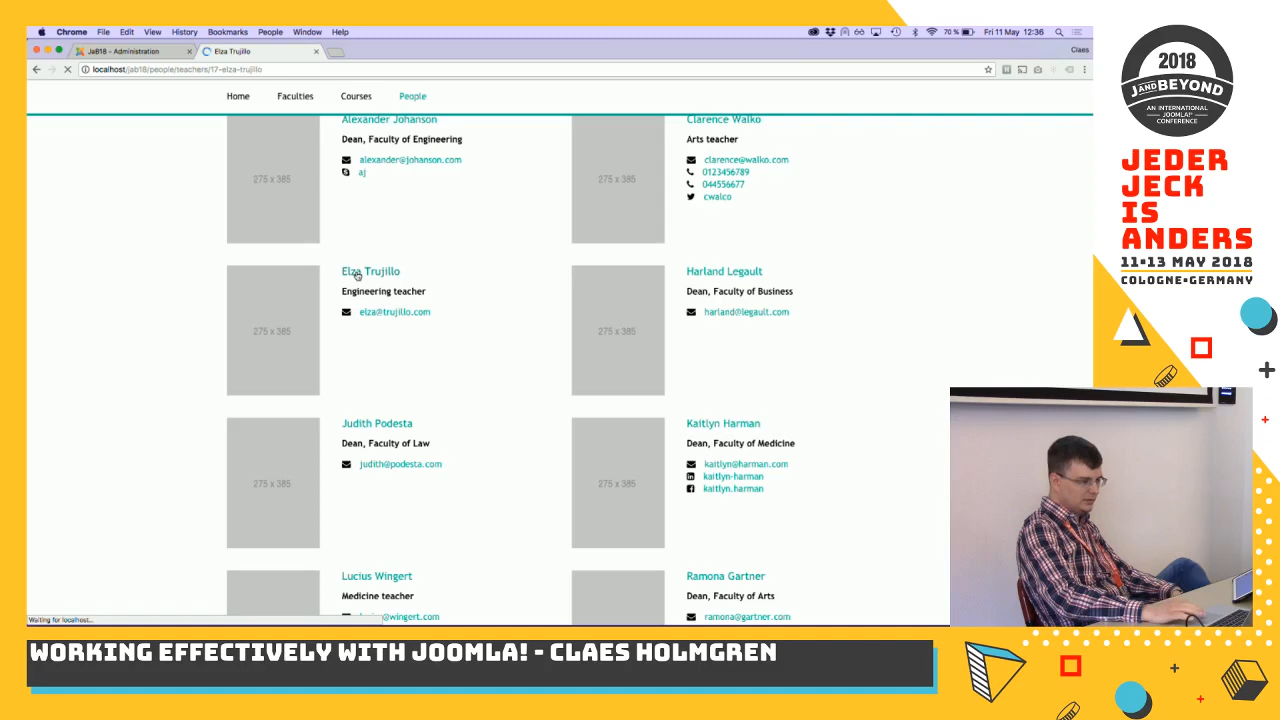 Chrome File Edit View History Bookmarks People Window Help 70 % Fri 11 May 12:36
JaB18 - Administration Elza Trujillo Claes
localhost/jab18/people/teachers/17-elza-trujillo
Home Faculties Courses People
Alexander Johanson
Dean, Faculty of Engineering
alexander@johanson.com
aj
275 x 385
Clarence Walko
Arts teacher
clarence@walko.com
0123456789
044556677
cwalco
275 x 385
Elza Trujillo
Engineering teacher
elza@trujillo.com
275 x 385
Harland Legault
Dean, Faculty of Business
harland@legault.com
275 x 385
Judith Podesta
Dean, Faculty of Law
judith@podesta.com
275 x 385
Kaitlyn Harman
Dean, Faculty of Medicine
kaitlyn@harman.com
kaitlyn-harman
kaitlyn.harman
275 x 385
Lucius Wingert
Medicine teacher
@wingert.com
Ramona Gartner
Dean, Faculty of Arts
ramona@gartner.com
Waiting for localhost...
2018
J AND BEYOND
AN INTERNATIONAL
JOOMLA!
CONFERENCE
JEDER
JECK
IS
ANDERS
11-13 MAY 2018
COLOGNE•GERMANY
WORKING EFFECTIVELY WITH JOOMLA! - CLAES HOLMGREN